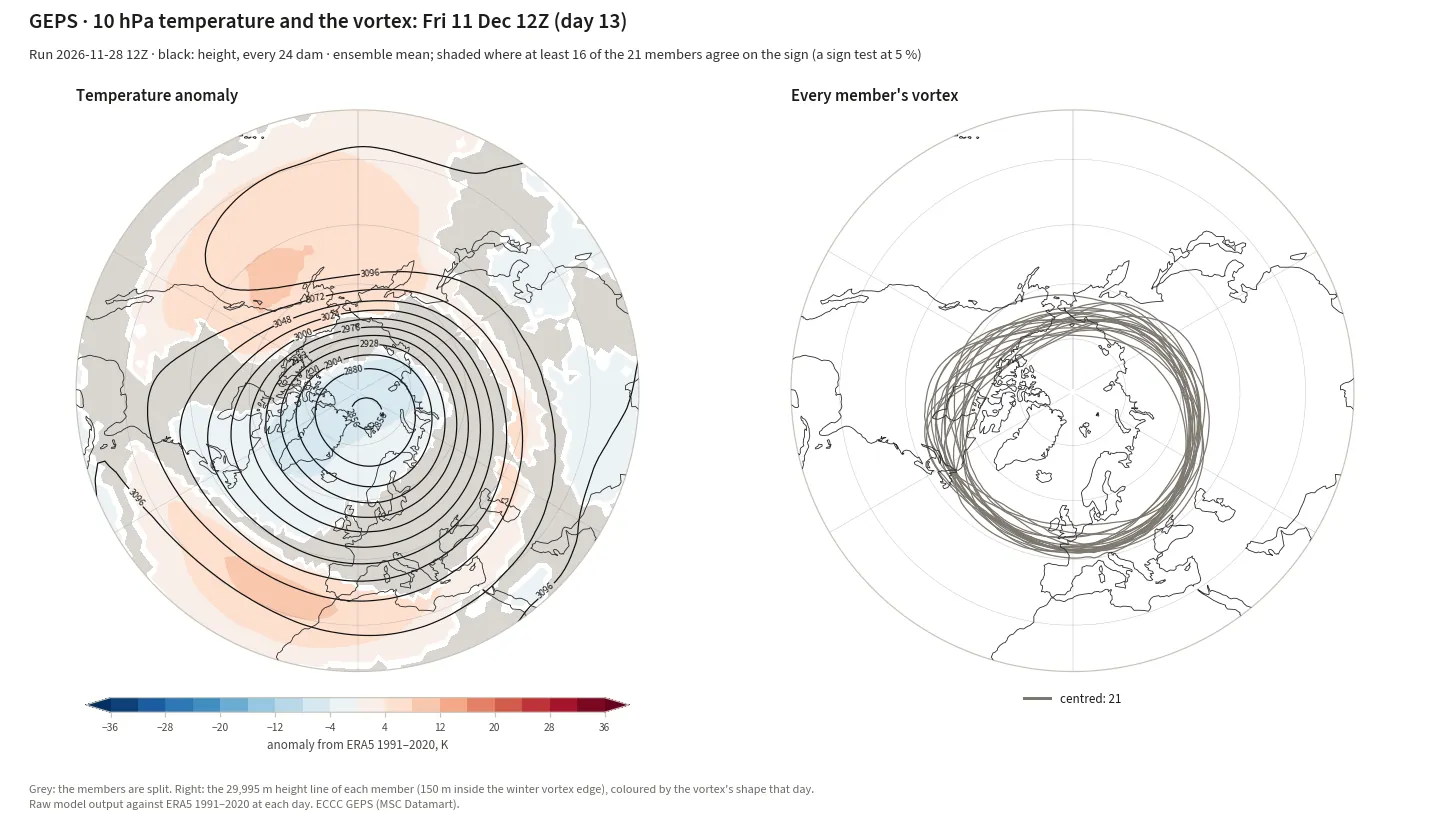 GEPS · 10 hPa temperature and the vortex: Fri 11 Dec 12Z (day 13)
Run 2026-11-28 12Z · black: height, every 24 dam · ensemble mean; shaded where at least 16 of the 21 members agree on the sign (a sign test at 5 %)
Temperature anomaly
Every member's vortex
3096
3072
3048
3024
3000
2976
2928
2904
2880
3096
3096
−36 −28 −20 −12 −4 4 12 20 28 36
anomaly from ERA5 1991–2020, K
centred: 21
Grey: the members are split. Right: the 29,995 m height line of each member (150 m inside the winter vortex edge), coloured by the vortex's shape that day.
Raw model output against ERA5 1991–2020 at each day. ECCC GEPS (MSC Datamart).